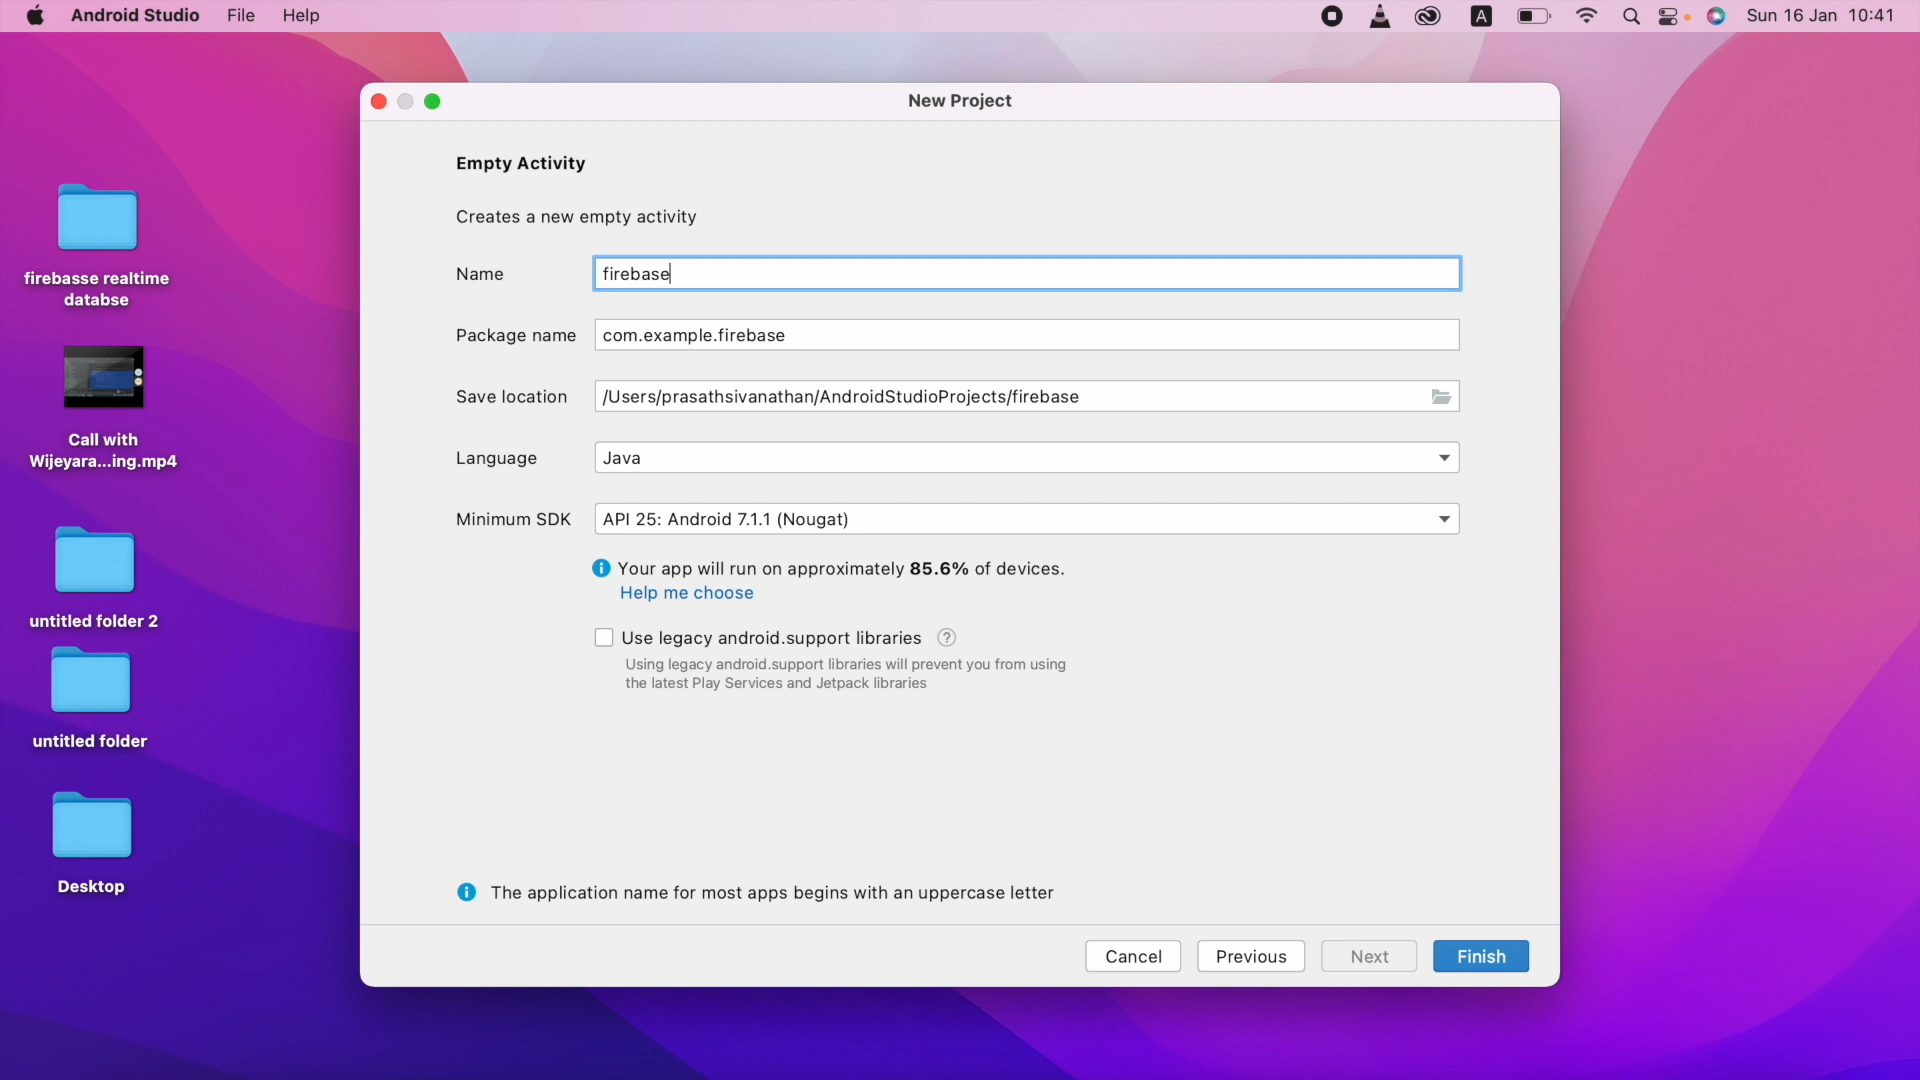 Android Studio File Help A Sun 16 Jan 10:41
New Project
Empty Activity
Creates a new empty activity
Name firebase
Package name com.example.firebase
Save location /Users/prasathsivanathan/AndroidStudioProjects/firebase
Language Java
Minimum SDK API 25: Android 7.1.1 (Nougat)
Your app will run on approximately 85.6% of devices.
Help me choose
Use legacy android.support libraries ?
Using legacy android.support libraries will prevent you from using
the latest Play Services and Jetpack libraries
The application name for most apps begins with an uppercase letter
Cancel Previous Next Finish
firebasse realtime
databse
Call with
Wijeyara...ing.mp4
untitled folder 2
untitled folder
Desktop